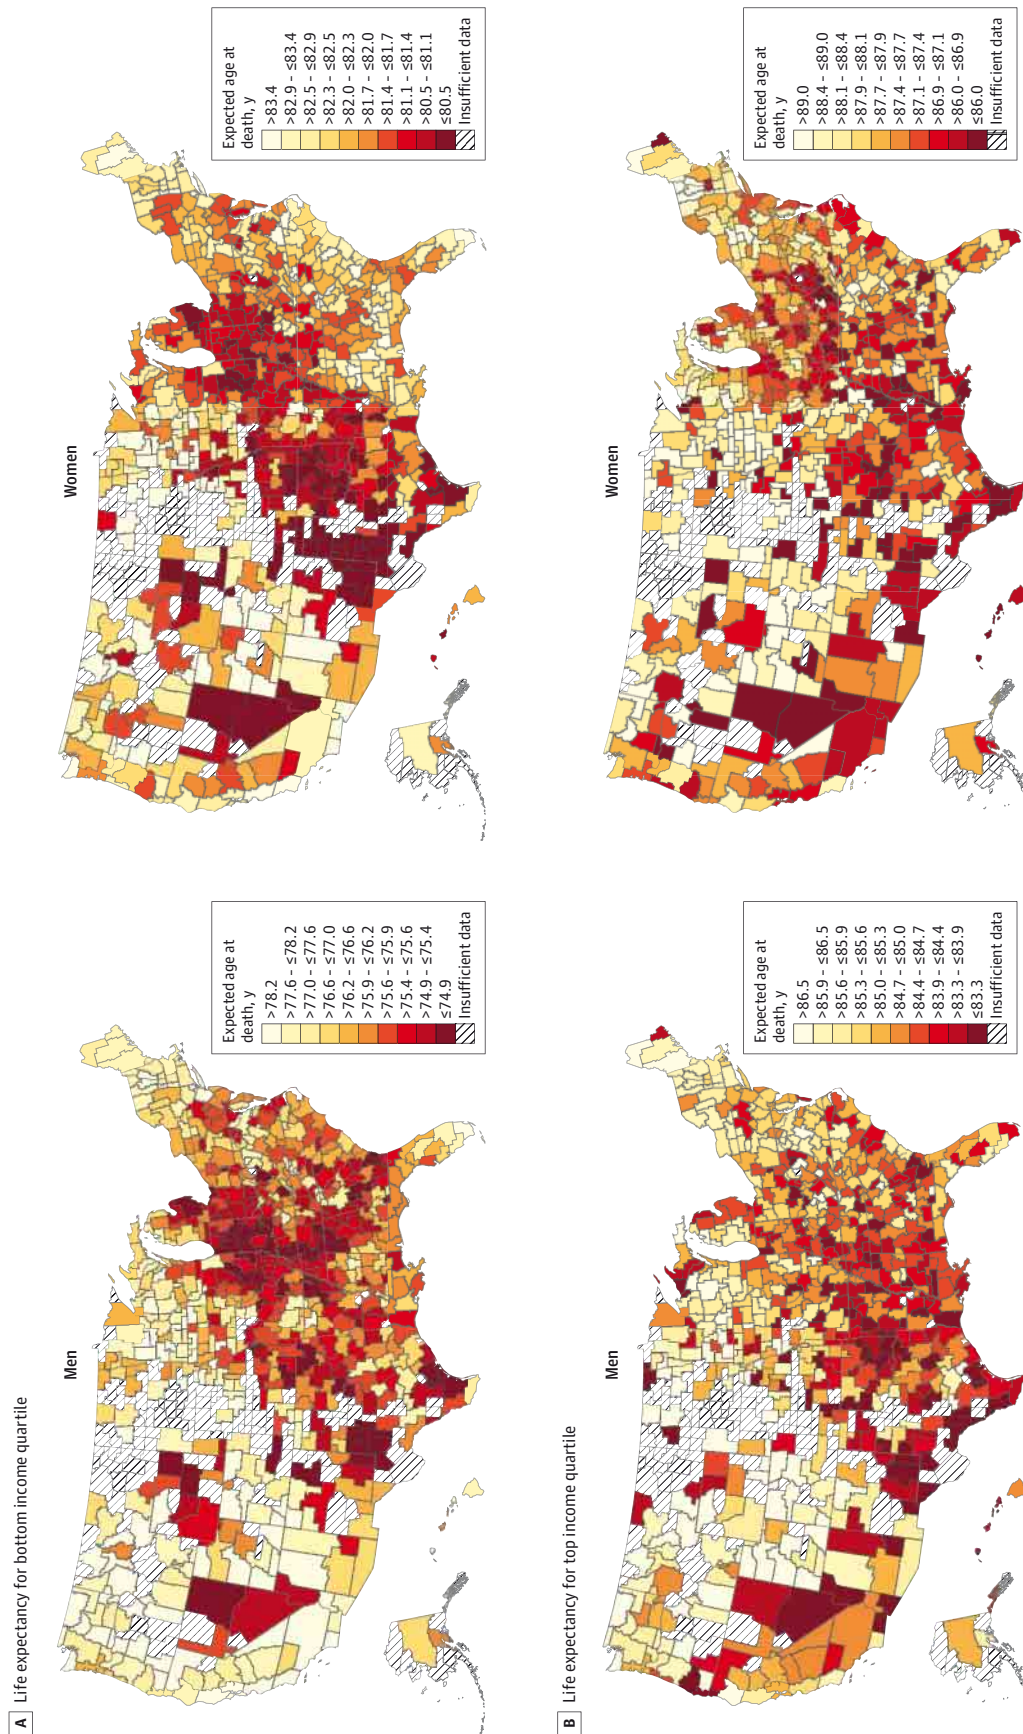 A Life expectancy for bottom income quartile
Men
Expected age at
death, y
>78.2
>77.6 – ≤78.2
>77.0 – ≤77.6
>76.6 – ≤77.0
>76.2 – ≤76.6
>75.9 – ≤76.2
>75.6 – ≤75.9
>75.4 – ≤75.6
>74.9 – ≤75.4
≤74.9
Insufficient data
Women
Expected age at
death, y
>83.4
>82.9 – ≤83.4
>82.5 – ≤82.9
>82.3 – ≤82.5
>82.0 – ≤82.3
>81.7 – ≤82.0
>81.4 – ≤81.7
>81.1 – ≤81.4
>80.5 – ≤81.1
≤80.5
Insufficient data
B Life expectancy for top income quartile
Men
Expected age at
death, y
>86.5
>85.9 – ≤86.5
>85.6 – ≤85.9
>85.3 – ≤85.6
>85.0 – ≤85.3
>84.7 – ≤85.0
>84.4 – ≤84.7
>83.9 – ≤84.4
>83.3 – ≤83.9
≤83.3
Insufficient data
Women
Expected age at
death, y
>89.0
>88.4 – ≤89.0
>88.1 – ≤88.4
>87.9 – ≤88.1
>87.7 – ≤87.9
>87.4 – ≤87.7
>87.1 – ≤87.4
>86.9 – ≤87.1
>86.0 – ≤86.9
≤86.0
Insufficient data